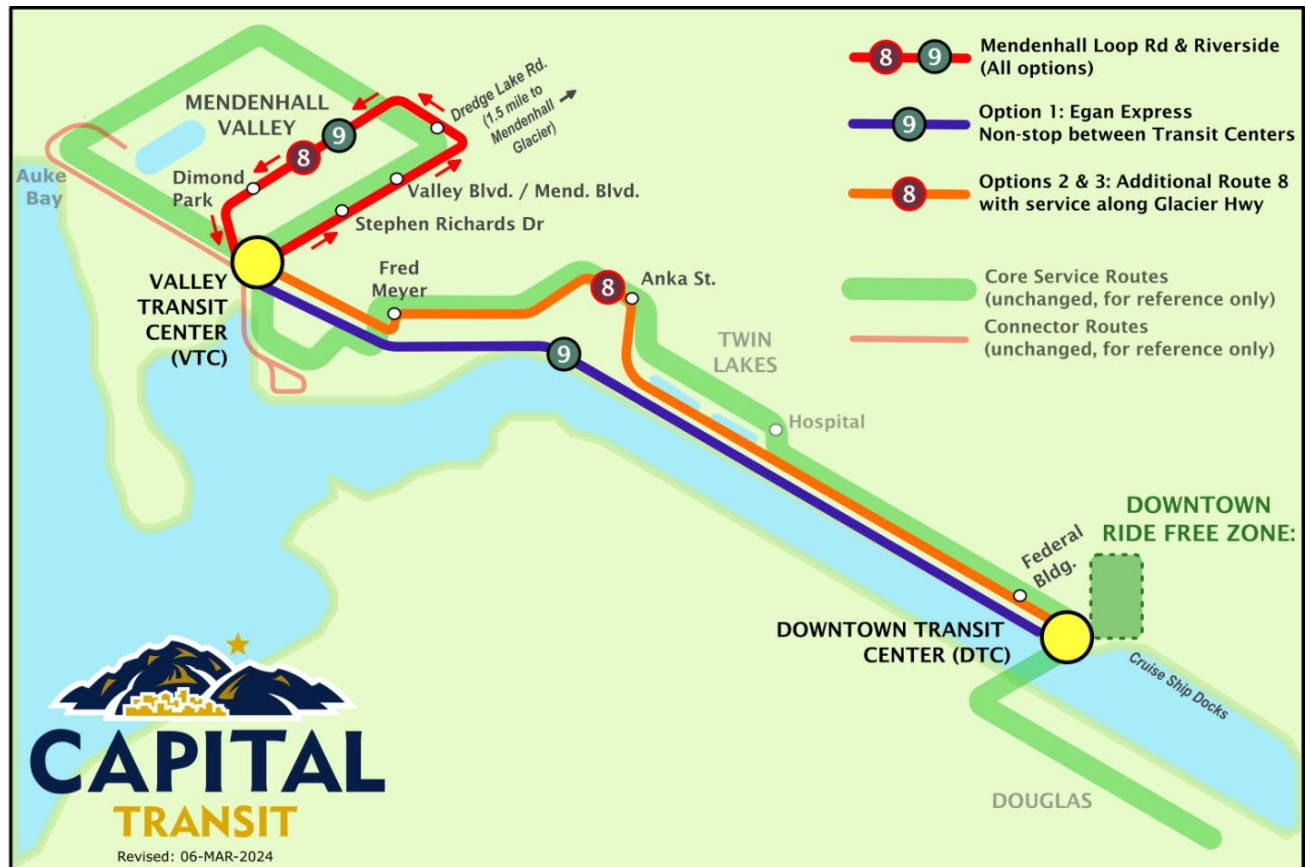 8
9
Mendenhall Loop Rd & Riverside
(All options)
9
Option 1: Egan Express
Non-stop between Transit Centers
8
Options 2 & 3: Additional Route 8
with service along Glacier Hwy
Core Service Routes
(unchanged, for reference only)
Connector Routes
(unchanged, for reference only)
MENDENHALL
VALLEY
Dredge Lake Rd.
(1.5 mile to
Mendenhall
Glacier)
9
8
Auke
Bay
Dimond
Park
Valley Blvd. / Mend. Blvd.
Stephen Richards Dr
VALLEY
TRANSIT
CENTER
(VTC)
Fred
Meyer
8
Anka St.
9
TWIN
LAKES
Hospital
DOWNTOWN
RIDE FREE ZONE:
Federal
Bldg.
DOWNTOWN TRANSIT
CENTER (DTC)
Cruise Ship Docks
DOUGLAS
CAPITAL
TRANSIT
Revised: 06-MAR-2024